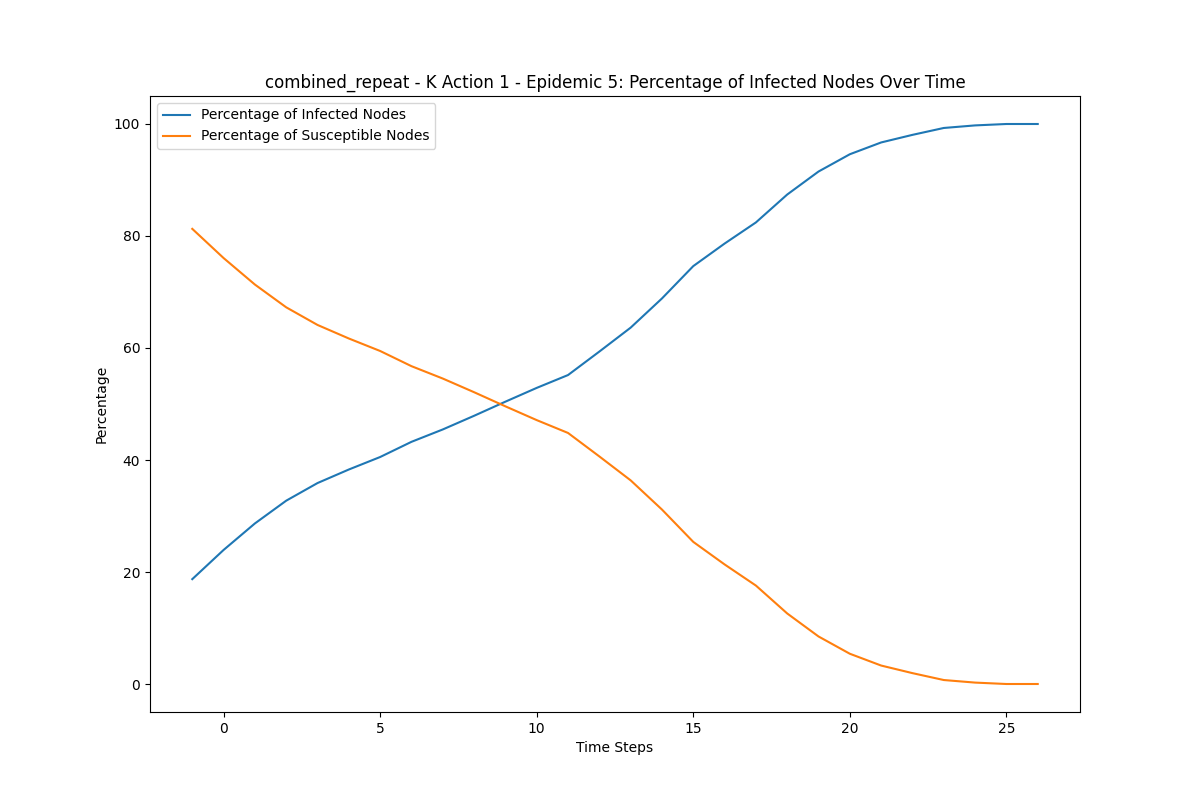 combined_repeat - K Action 1 - Epidemic 5: Percentage of Infected Nodes Over Time
Percentage of Infected Nodes
Percentage of Susceptible Nodes
100
80
60
40
20
0
Percentage
0 5 10 15 20 25
Time Steps